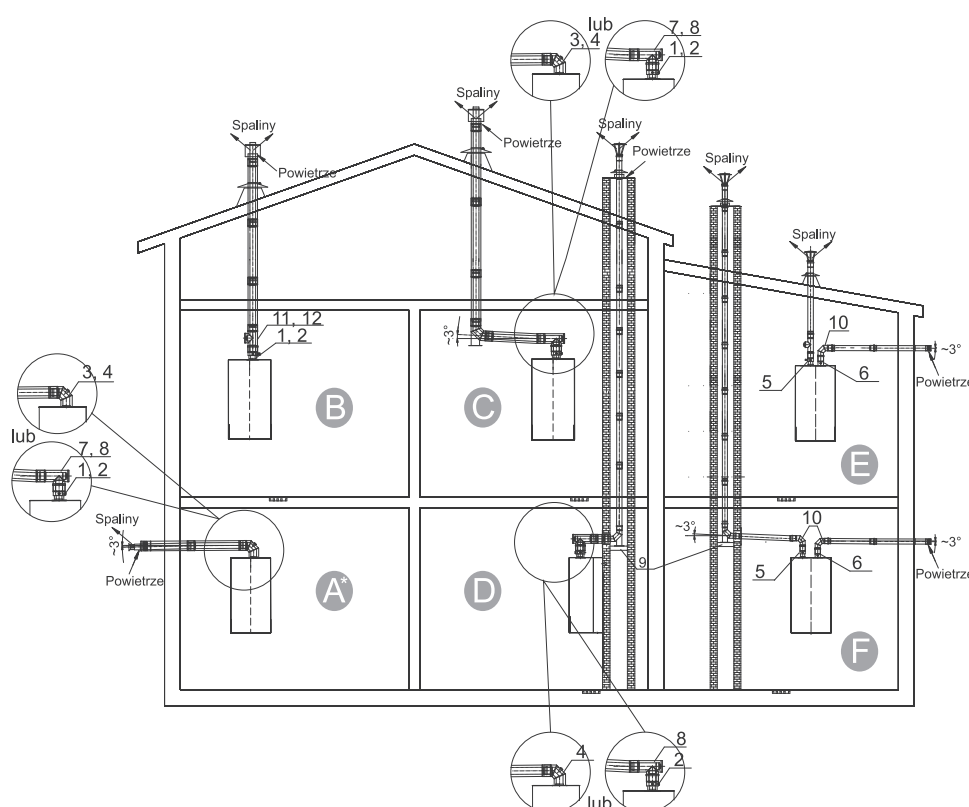 lub
3, 4
7, 8
1, 2
Spaliny
Powietrze
Spaliny
Powietrze
Spaliny
Powietrze
Spaliny
Spaliny
11, 12
1, 2
~3°
10
~3°
5
6
Powietrze
B
C
E
3, 4
lub
7, 8
1, 2
Spaliny
~3°
Powietrze
A*
D
9
~3°
10
~3°
5
6
Powietrze
F
4
lub
8
2